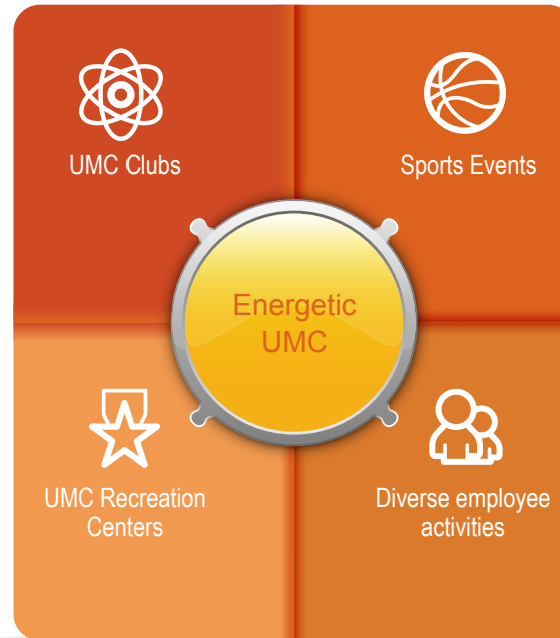 UMC Clubs
Sports Events
Energetic
UMC
UMC Recreation
Centers
Diverse employee
activities